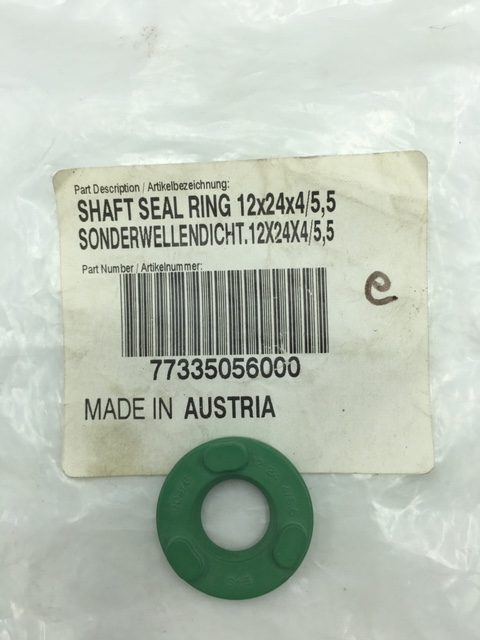 Part Description / Artikelbezeichnung:
SHAFT SEAL RING 12x24x4/5,5
SONDERWELLENDICHT.12X24X4/5,5
Part Number / Artikelnummer:
77335056000
e
MADE IN AUSTRIA